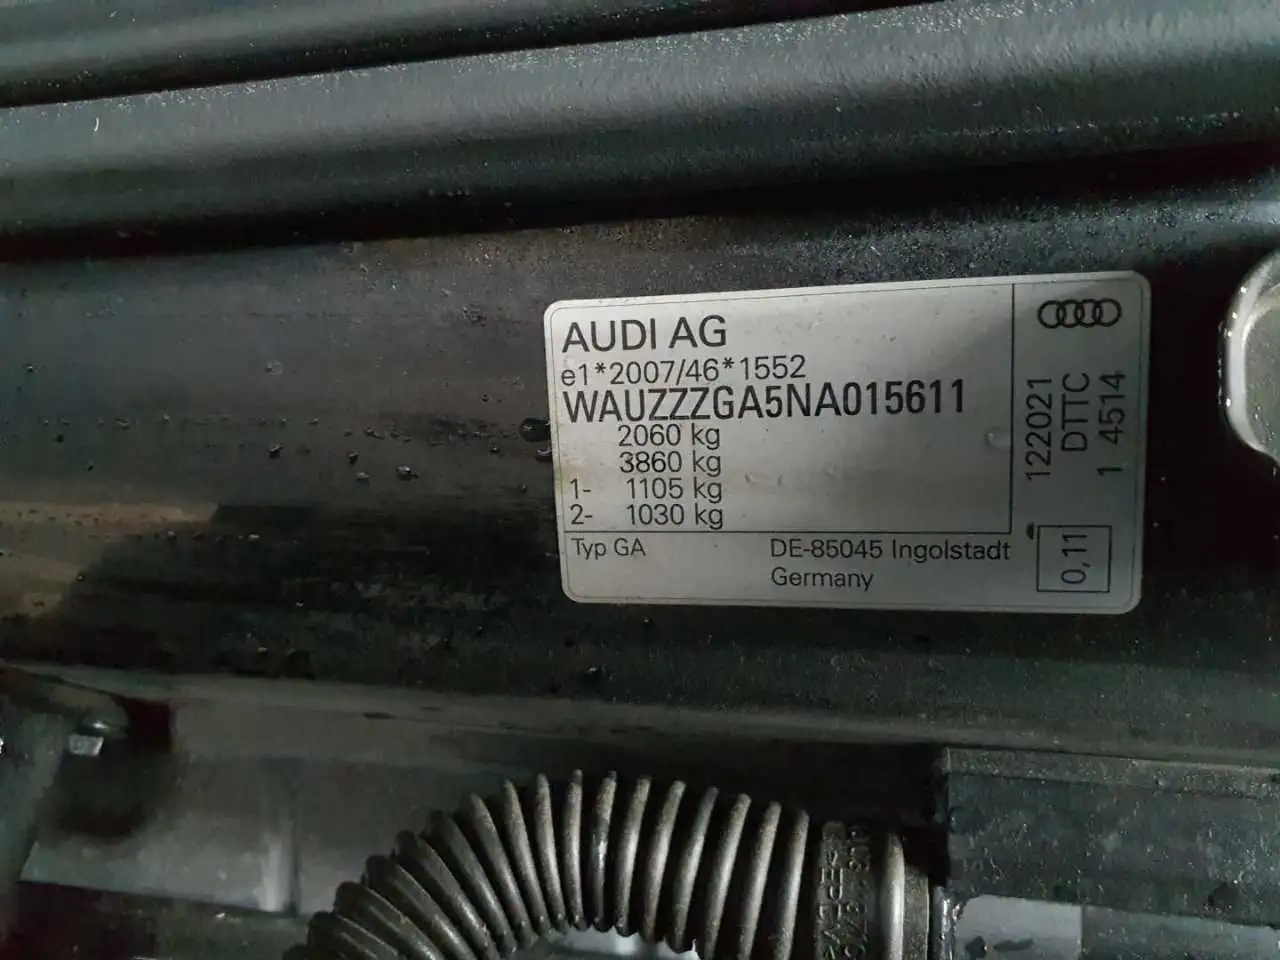 AUDI AG
e1*2007/46*1552
WAUZZZGA5NA015611
2060 kg
3860 kg
1- 1105 kg
2- 1030 kg
Typ GA
DE-85045 Ingolstadt
Germany
122021
DTTC
1 4514
0,11